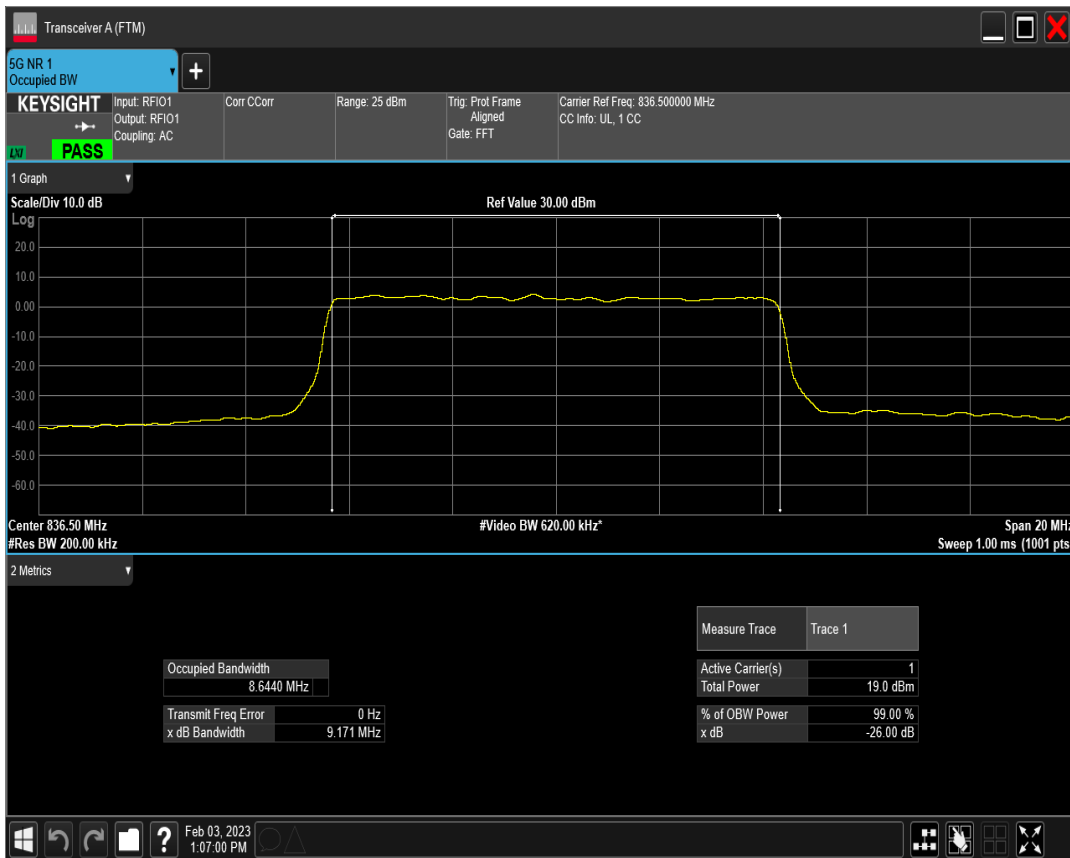 Transceiver A (FTM)
5G NR 1
Occupied BW
+
KEYSIGHT
LXI
PASS
Input: RFIO1
Output: RFIO1
Coupling: AC
Corr CCorr
Range: 25 dBm
Trig: Prot Frame
Aligned
Gate: FFT
Carrier Ref Freq: 836.500000 MHz
CC Info: UL, 1 CC
1 Graph
Scale/Div 10.0 dB
Ref Value 30.00 dBm
Log
20.0
10.0
0.00
-10.0
-20.0
-30.0
-40.0
-50.0
-60.0
Center 836.50 MHz
#Video BW 620.00 kHz*
Span 20 MHz
#Res BW 200.00 kHz
Sweep 1.00 ms (1001 pts
2 Metrics
Measure Trace Trace 1
Occupied Bandwidth
8.6440 MHz
Active Carrier(s) 1
Total Power 19.0 dBm
Transmit Freq Error 0 Hz
x dB Bandwidth 9.171 MHz
% of OBW Power 99.00 %
x dB -26.00 dB
?
Feb 03, 2023
1:07:00 PM